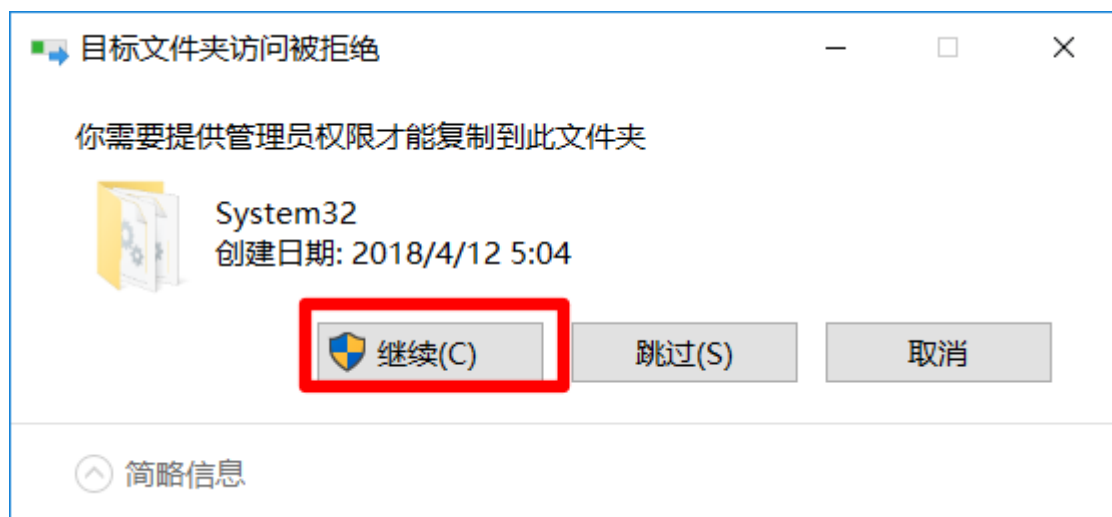 目标文件夹访问被拒绝
你需要提供管理员权限才能复制到此文件夹
System32
创建日期: 2018/4/12 5:04
继续(C) 跳过(S) 取消
简略信息